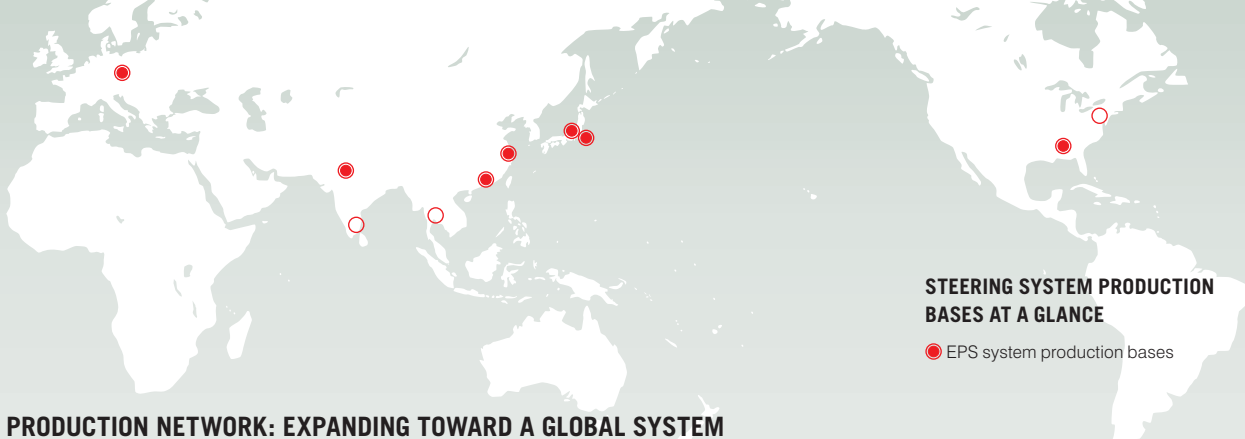 STEERING SYSTEM PRODUCTION
BASES AT A GLANCE
EPS system production bases
PRODUCTION NETWORK: EXPANDING TOWARD A GLOBAL SYSTEM